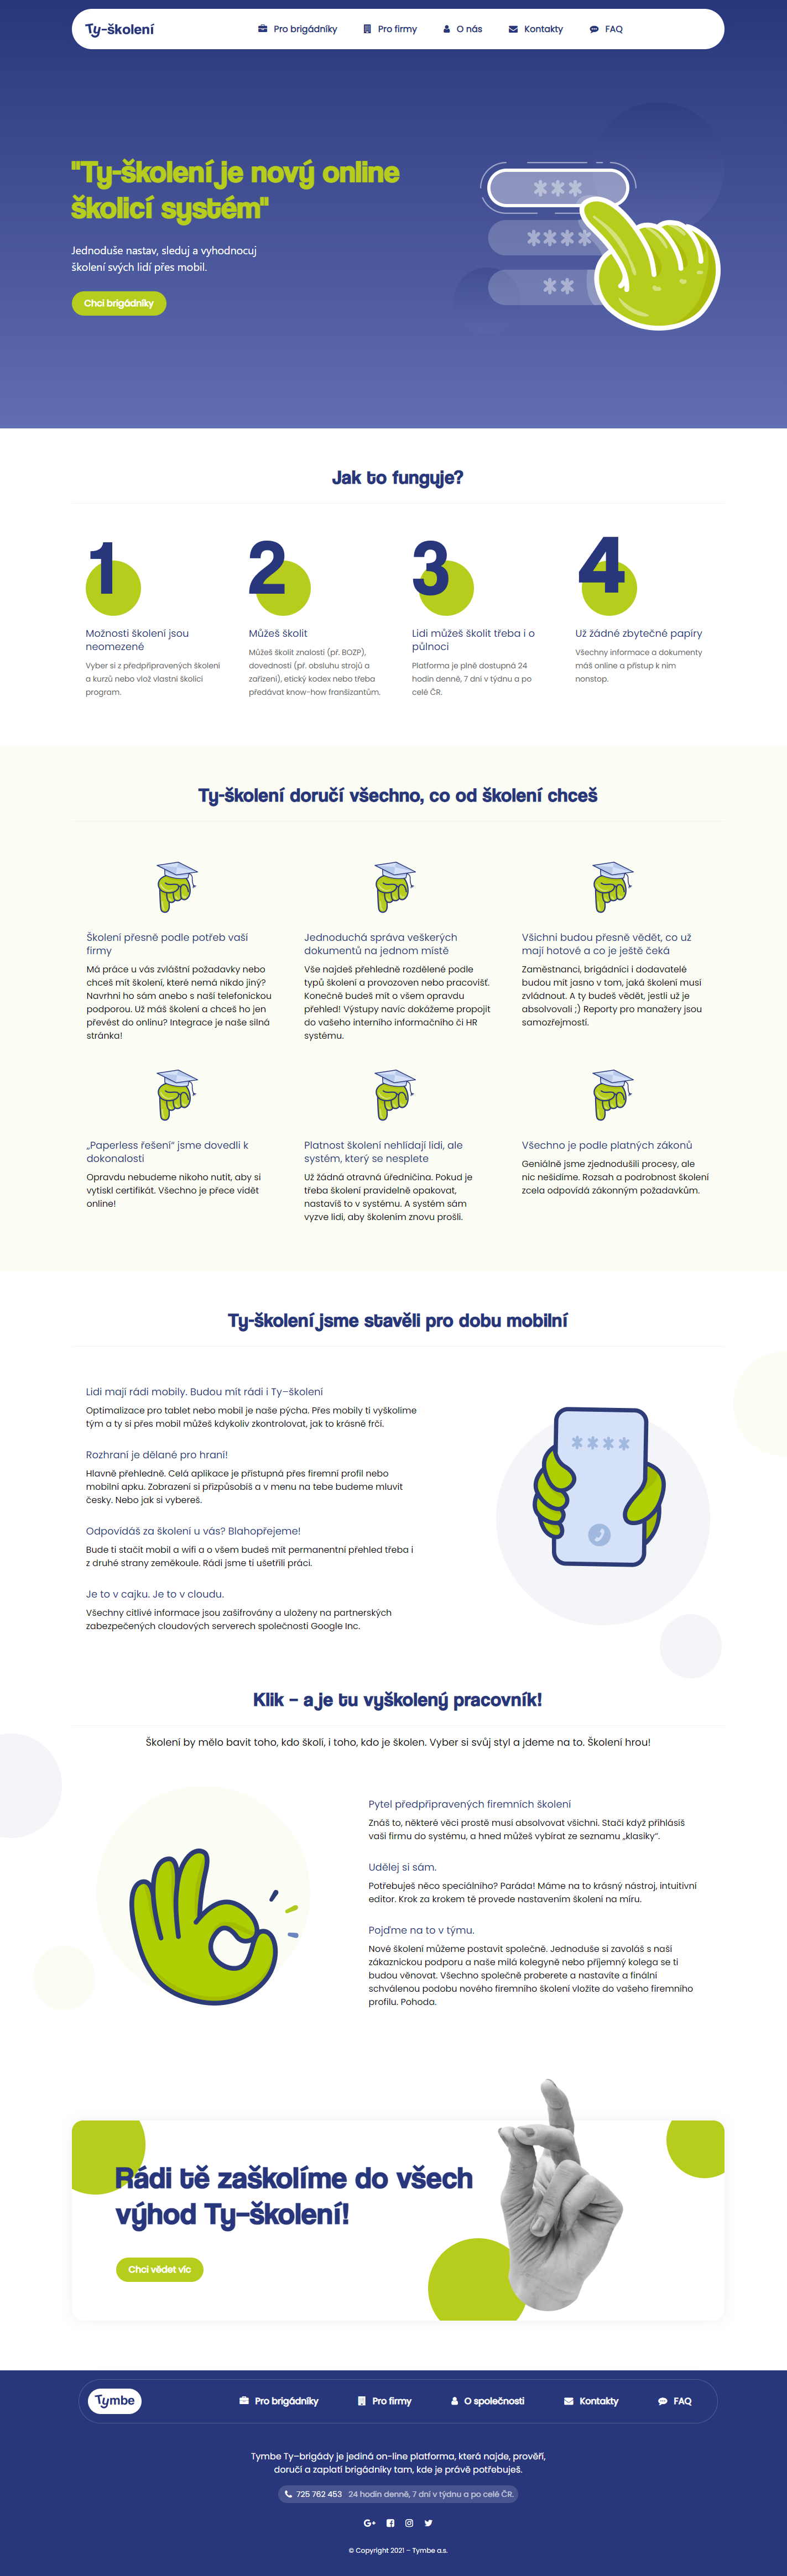 Ty-školení
Pro brigádníky
Pro firmy
O nás
Kontakty
FAQ
"Ty-školení je nový online
školicí systém"
Jednoduše nastav, sleduj a vyhodnocuj
školení svých lidí přes mobil.
Chci brigádníky
Jak to funguje?
1
2
3
4
Možnosti školení jsou
neomezené
Vyber si z předpřipravených školení
a kurzů nebo vlož vlastní školící
program.
Můžeš školit
Můžeš školit znalosti (př. BOZP),
dovednosti (př. obsluhu strojů a
zařízení), etický kodex nebo třeba
předávat know-how franšizantům.
Lidi můžeš školit třeba i o
půlnoci
Platforma je plně dostupná 24
hodin denně, 7 dní v týdnu a po
celé ČR.
Už žádné zbytečné papíry
Všechny informace a dokumenty
máš online a přístup k nim
nonstop.
Ty-školení doručí všechno, co od školení chceš
Školení přesně podle potřeb vaší
firmy
Má práce u vás zvláštní požadavky nebo
chceš mít školení, které nemá nikdo jiný?
Navrhni ho sám anebo s naší telefonickou
podporou. Už máš školení a chceš ho jen
převést do onlinu? Integrace je naše silná
stránka!
Jednoduchá správa veškerých
dokumentů na jednom místě
Vše najdeš přehledně rozdělené podle
typů školení a provozoven nebo pracovišť.
Konečně budeš mít o všem opravdu
přehled! Výstupy navíc dokážeme propojit
do vašeho interního informačního či HR
systému.
Všichni budou přesně vědět, co už
mají hotové a co je ještě čeká
Zaměstnanci, brigádníci i dodavatelé
budou mít jasno v tom, jaká školení musí
zvládnout. A ty budeš vědět, jestli už je
absolvovali ;) Reporty pro manažery jsou
samozřejmostí.
„Paperless řešení“ jsme dovedli k
dokonalosti
Opravdu nebudeme nikoho nutit, aby si
vytiskl certifikát. Všechno je přece vidět
online!
Platnost školení nehlídají lidi, ale
systém, který se nesplete
Už žádná otravná úředničina. Pokud je
třeba školení pravidelně opakovat,
nastavíš to v systému. A systém sám
vyzve lidi, aby školením znovu prošli.
Všechno je podle platných zákonů
Geniálně jsme zjednodušili procesy, ale
nic nešidíme. Rozsah a podrobnost školení
zcela odpovídá zákonným požadavkům.
Ty-školení jsme stavěli pro dobu mobilní
Lidi mají rádi mobily. Budou mít rádi i Ty–školení
Optimalizace pro tablet nebo mobil je naše pýcha. Přes mobily ti vyškolíme
tým a ty si přes mobil můžeš kdykoliv zkontrolovat, jak to krásně frčí.
Rozhraní je dělané pro hraní!
Hlavně přehledně. Celá aplikace je přístupná přes firemní profil nebo
mobilní apku. Zobrazení si přizpůsobíš a v menu na tebe budeme mluvit
česky. Nebo jak si vybereš.
Odpovídáš za školení u vás? Blahopřejeme!
Bude ti stačit mobil a wifi a o všem budeš mít permanentní přehled třeba i
z druhé strany zeměkoule. Rádi jsme ti ušetřili práci.
Je to v cajku. Je to v cloudu.
Všechny citlivé informace jsou zašifrovány a uloženy na partnerských
zabezpečených cloudových serverech společnosti Google Inc.
Klik – a je tu vyškolený pracovník!
Školení by mělo bavit toho, kdo školí, i toho, kdo je školen. Vyber si svůj styl a jdeme na to. Školení hrou!
Pytel předpřipravených firemních školení
Znáš to, některé věci prostě musí absolvovat všichni. Stačí když přihlásíš
vaši firmu do systému, a hned můžeš vybírat ze seznamu „klasiky“.
Udělej si sám.
Potřebuješ něco speciálního? Paráda! Máme na to krásný nástroj, intuitivní
editor. Krok za krokem tě provede nastavením školení na míru.
Pojďme na to v týmu.
Nové školení můžeme postavit společně. Jednoduše si zavoláš s naší
zákaznickou podporu a naše milá kolegyně nebo příjemný kolega se ti
budou věnovat. Všechno společně proberete a nastavíte a finální
schválenou podobu nového firemního školení vložíte do vašeho firemního
profilu. Pohoda.
Rádi tě zaškolíme do všech
výhod Ty–školení!
Chci vědet víc
Tymbe
Pro brigádníky
Pro firmy
O společnosti
Kontakty
FAQ
Tymbe Ty–brigády je jediná on-line platforma, která najde, prověří,
doručí a zaplatí brigádníky tam, kde je právě potřebuješ.
725 762 453 24 hodin denně, 7 dní v týdnu a po celé ČR.
G+
© Copyright 2021 – Tymbe a.s.